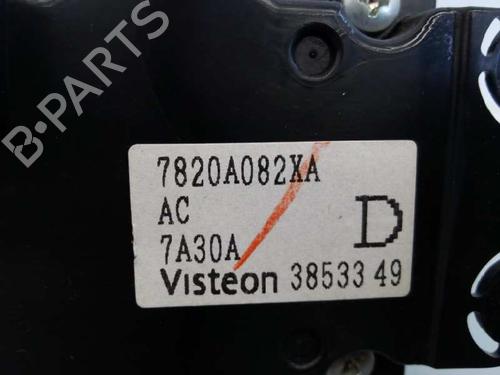 B-PARTS
7820A082XA
AC
7A30A
D
Visteon 38533 49